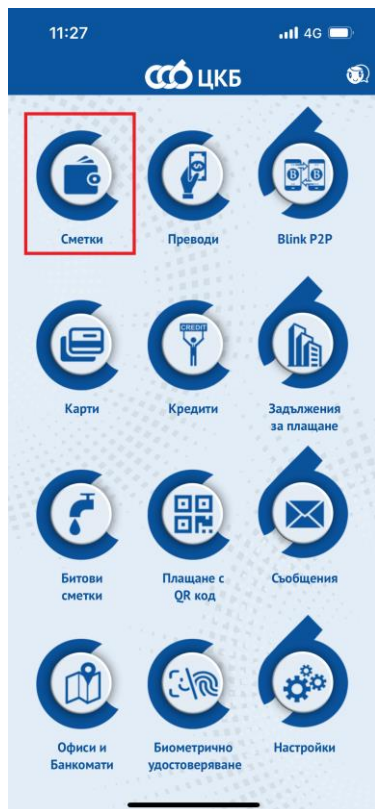 11:27 4G
ЦКБ
Сметки Преводи Blink P2P
CREDIT
Карти Кредити Задължения
за плащане
Битови Плащане с Съобщения
сметки QR код
Офиси и Биометрично Настройки
Банкомати удостоверяване